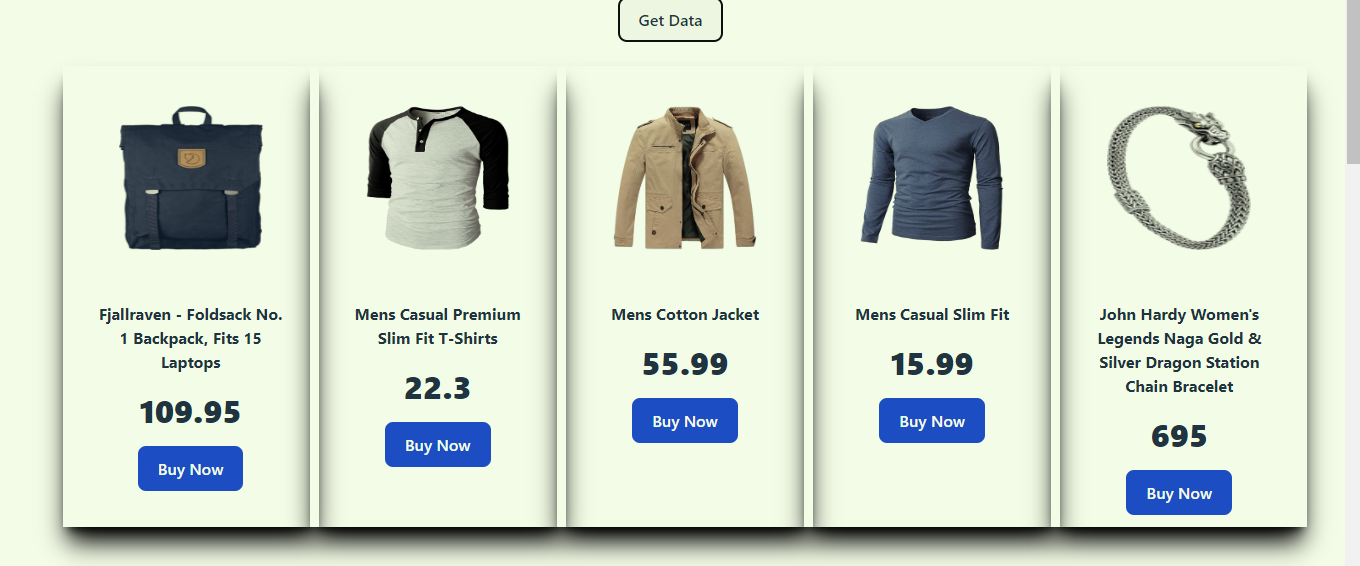 Get Data
Fjallraven - Foldsack No.
1 Backpack, Fits 15
Laptops
109.95
Buy Now
Mens Casual Premium
Slim Fit T-Shirts
22.3
Buy Now
Mens Cotton Jacket
55.99
Buy Now
Mens Casual Slim Fit
15.99
Buy Now
John Hardy Women's
Legends Naga Gold &
Silver Dragon Station
Chain Bracelet
695
Buy Now